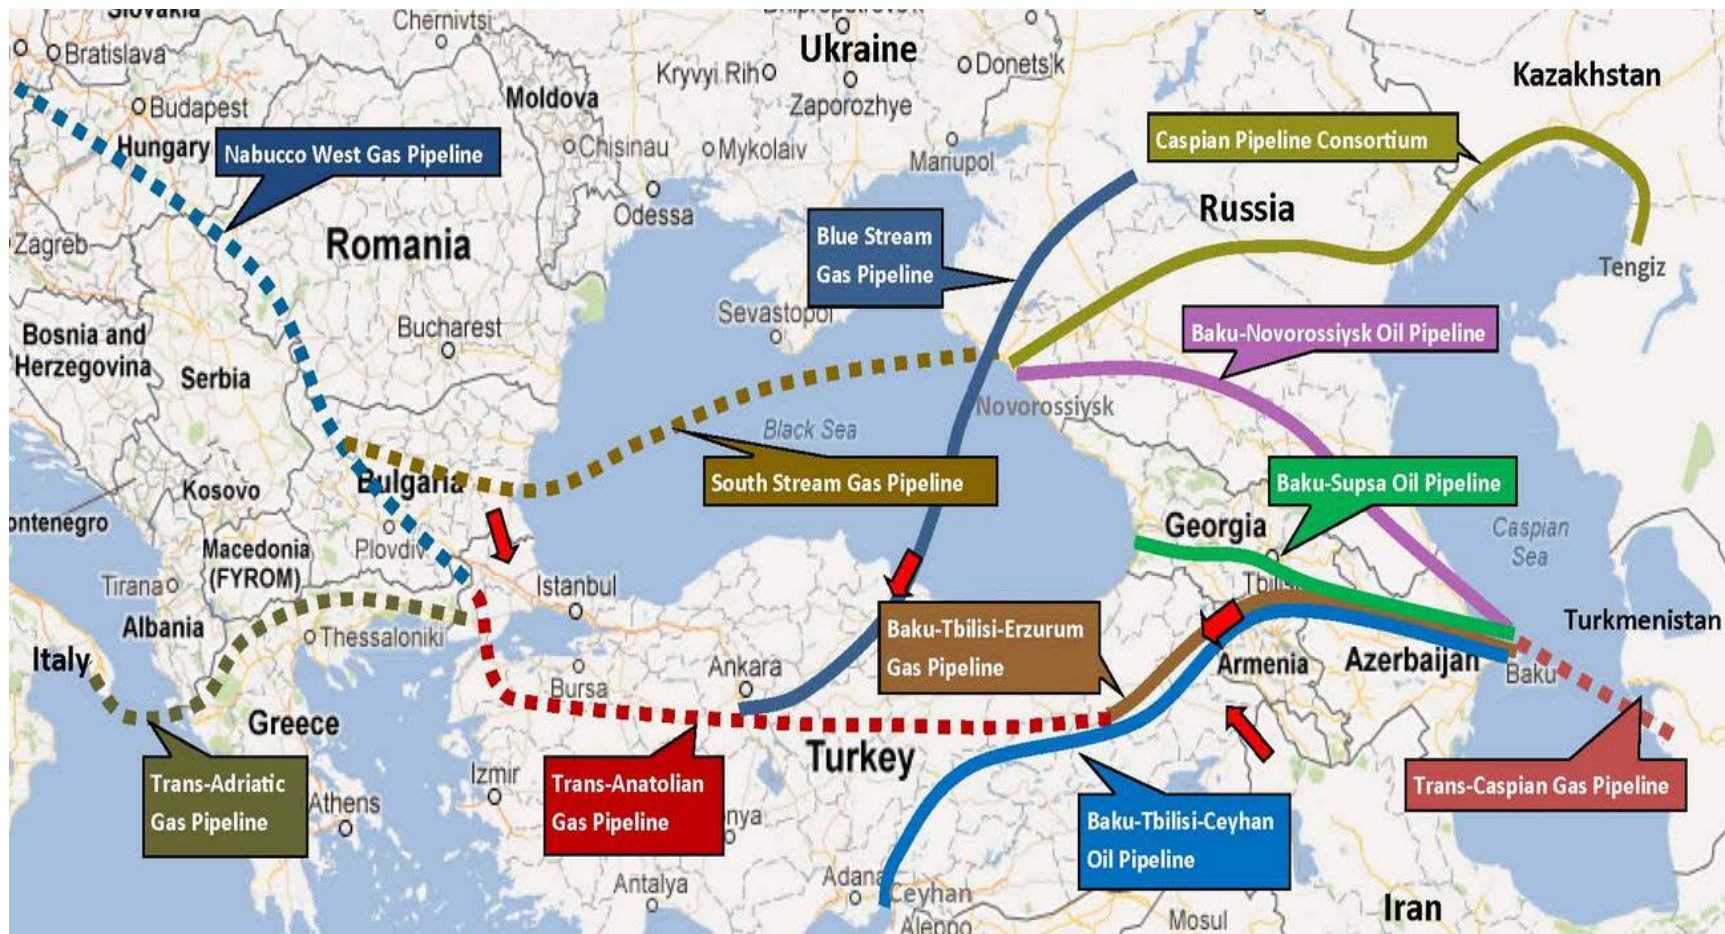 Slovakia
Chernivtsi
Bratislava
Ukraine
Kryvyi Rih
Donetsk
Kazakhstan
Moldova
Zaporozhye
Budapest
Hungary
Nabucco West Gas Pipeline
Chisinau
Mykolaiv
Mariupol
Caspian Pipeline Consortium
Odessa
Russia
Zagreb
Romania
Blue Stream
Gas Pipeline
Tengiz
Bosnia and
Herzegovina
Bucharest
Sevastopol
Baku-Novorossiysk Oil Pipeline
Serbia
Novorossiysk
Black Sea
Kosovo
Bulgaria
South Stream Gas Pipeline
Baku-Supsa Oil Pipeline
ontenegro
Georgia
Caspian
Sea
Macedonia
(FYROM)
Plovdiv
Tirana
Istanbul
Tbilisi
Albania
Thessaloniki
Baku-Tbilisi-Erzurum
Gas Pipeline
Turkmenistan
Italy
Ankara
Bursa
Armenia
Azerbaijan
Baku
Greece
Turkey
Trans-Adriatic
Gas Pipeline
Athens
Izmir
Trans-Anatolian
Gas Pipeline
nya
Trans-Caspian Gas Pipeline
Baku-Tbilisi-Ceyhan
Oil Pipeline
Antalya
Adana
Ceyhan
Aleppo
Mosul
Iran